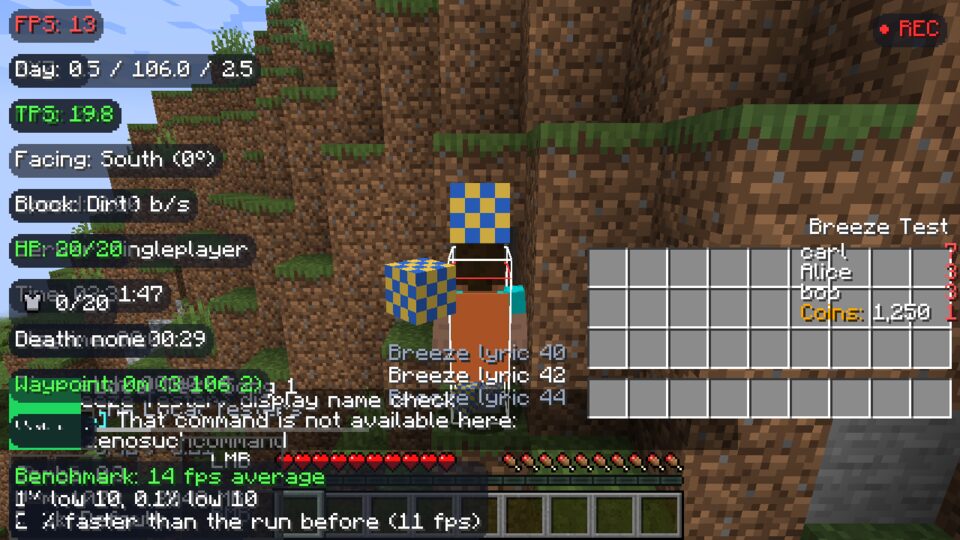 FPS: 13
REC
Day: 0.5 / 106.0 / 2.5
TPS: 19.8
Facing: South (0°)
Block: Dirt
b/s
Breeze Test
HP: 20/20
ingleplayer
carl 7
Alice 3
bob 3
Coins: 1,250 1
31:47
0/20
Death: none
00:29
Breeze lyric 40
Breeze lyric 42
Breeze lyric 44
Waypoint: 0m (3 106 2)
display name check
That command is not available here:
LMB
Benchmark: 14 fps average
1% low 10, 0.1% low 10
% faster than the run before (11 fps)